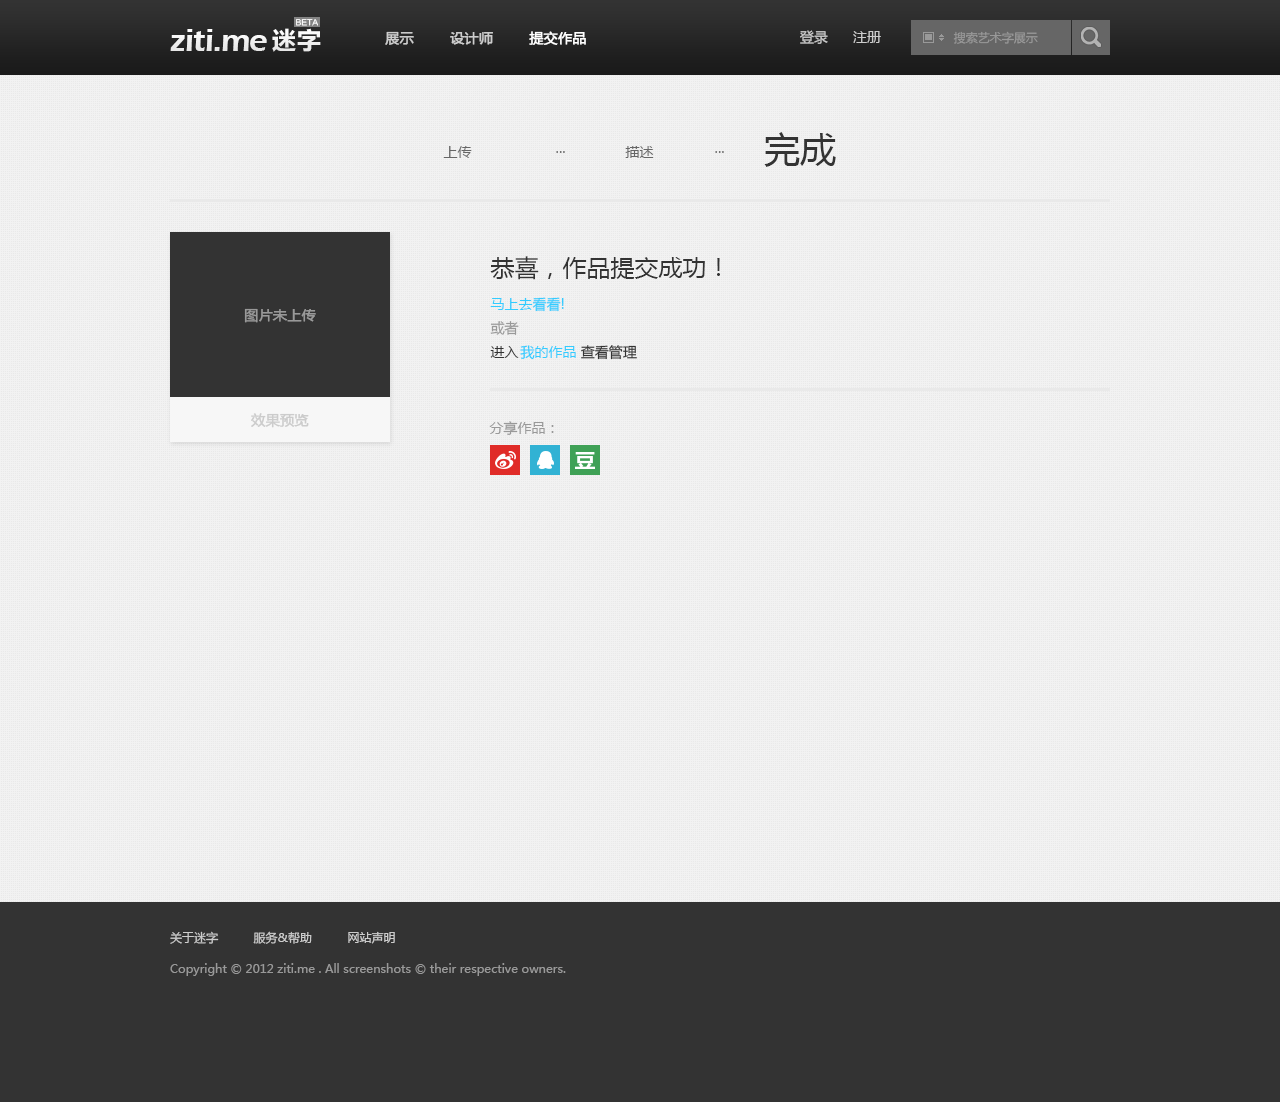 ziti.me 迷字 BETA
展示 设计师 提交作品 登录 注册 搜索艺术字展示
上传 ... 描述 ... 完成
图片未上传
效果预览
恭喜，作品提交成功！
马上去看看!
或者
进入我的作品 查看管理
分享作品：
豆
关于迷字 服务&帮助 网站声明
Copyright © 2012 ziti.me . All screenshots © their respective owners.